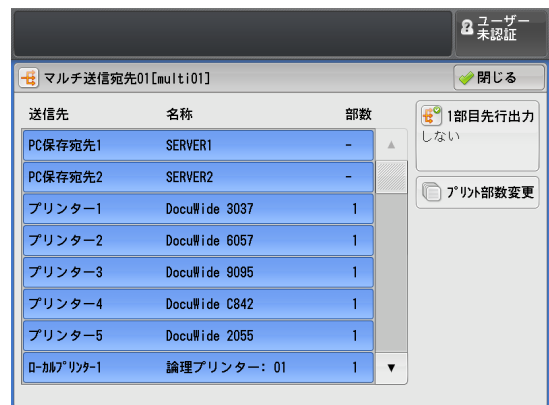 ユーザー
未認証
マルチ送信宛先01[multi01]
閉じる
送信先 名称 部数
PC保存宛先1 SERVER1 -
PC保存宛先2 SERVER2 -
プリンター1 DocuWide 3037 1
プリンター2 DocuWide 6057 1
プリンター3 DocuWide 9095 1
プリンター4 DocuWide C842 1
プリンター5 DocuWide 2055 1
ﾛｰｶﾙﾌﾟﾘﾝﾀｰ1 論理プリンター: 01 1
1部目先行出力
しない
ﾌﾟﾘﾝﾄ部数変更